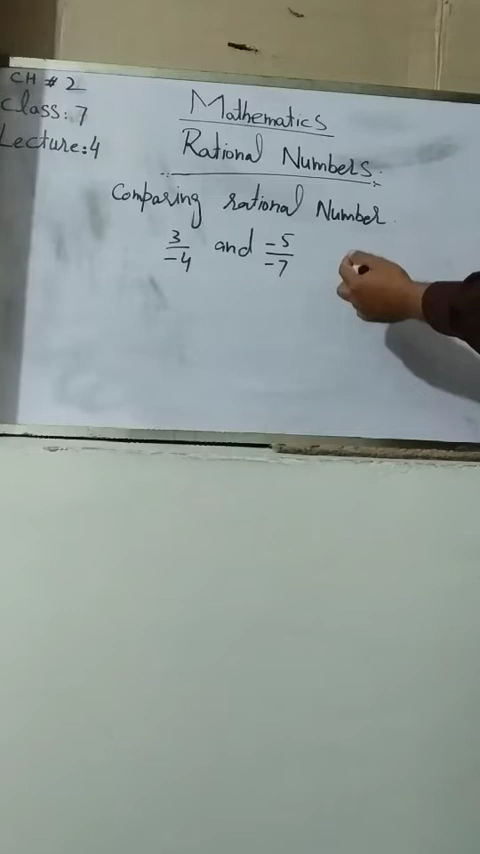 CH # 2
Class: 7
Lecture: 4
Mathematics
Rational Numbers.
Comparing rational Number.
3/-4 and -5/-7